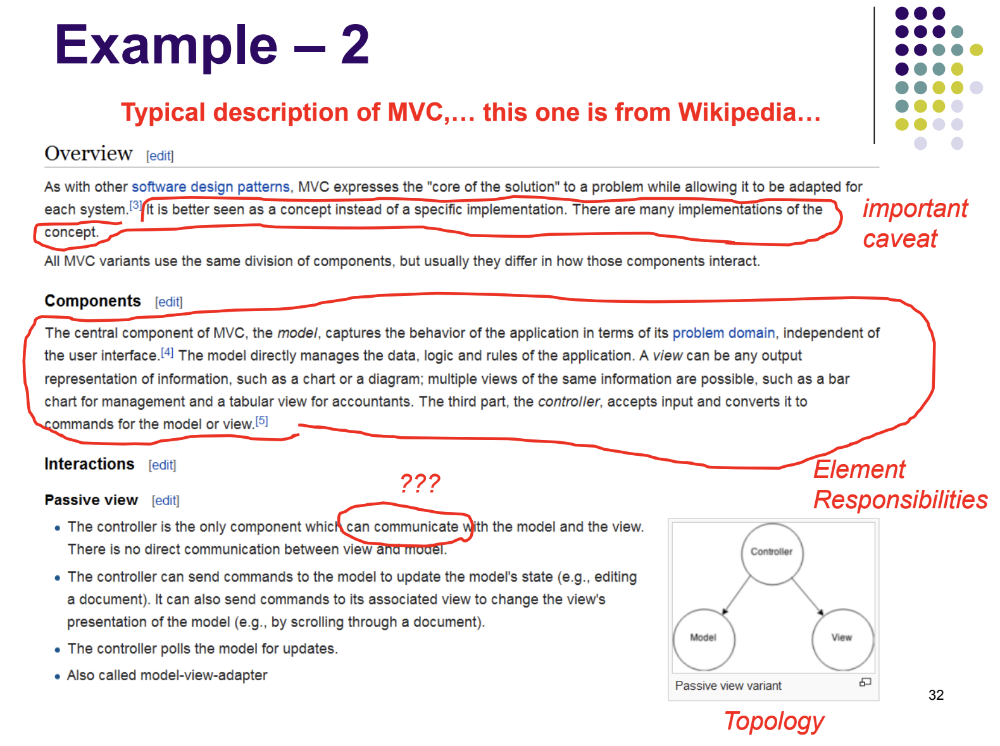 Example – 2
Typical description of MVC,… this one is from Wikipedia…
Overview [edit]
As with other software design patterns, MVC expresses the "core of the solution" to a problem while allowing it to be adapted for
each system.[3] It is better seen as a concept instead of a specific implementation. There are many implementations of the
concept.
important
caveat
All MVC variants use the same division of components, but usually they differ in how those components interact.
Components [edit]
The central component of MVC, the model, captures the behavior of the application in terms of its problem domain, independent of
the user interface.[4] The model directly manages the data, logic and rules of the application. A view can be any output
representation of information, such as a chart or a diagram; multiple views of the same information are possible, such as a bar
chart for management and a tabular view for accountants. The third part, the controller, accepts input and converts it to
commands for the model or view.[5]
Element
Responsibilities
Interactions [edit]
???
Passive view [edit]
The controller is the only component which can communicate with the model and the view.
There is no direct communication between view and model.
The controller can send commands to the model to update the model's state (e.g., editing
a document). It can also send commands to its associated view to change the view's
presentation of the model (e.g., by scrolling through a document).
The controller polls the model for updates.
Also called model-view-adapter
Controller
Model
View
Passive view variant
Topology
32